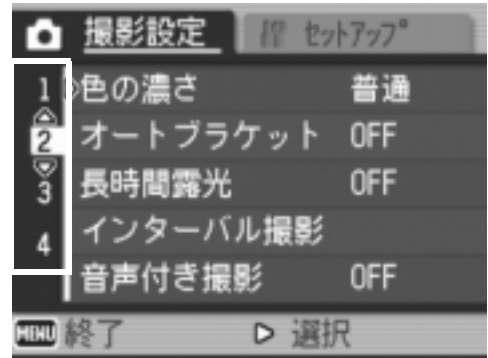 撮影設定 セットアップ
1 色の濃さ 普通
2 オートブラケット OFF
3 長時間露光 OFF
4 インターバル撮影
音声付き撮影 OFF
MENU 終了 選択